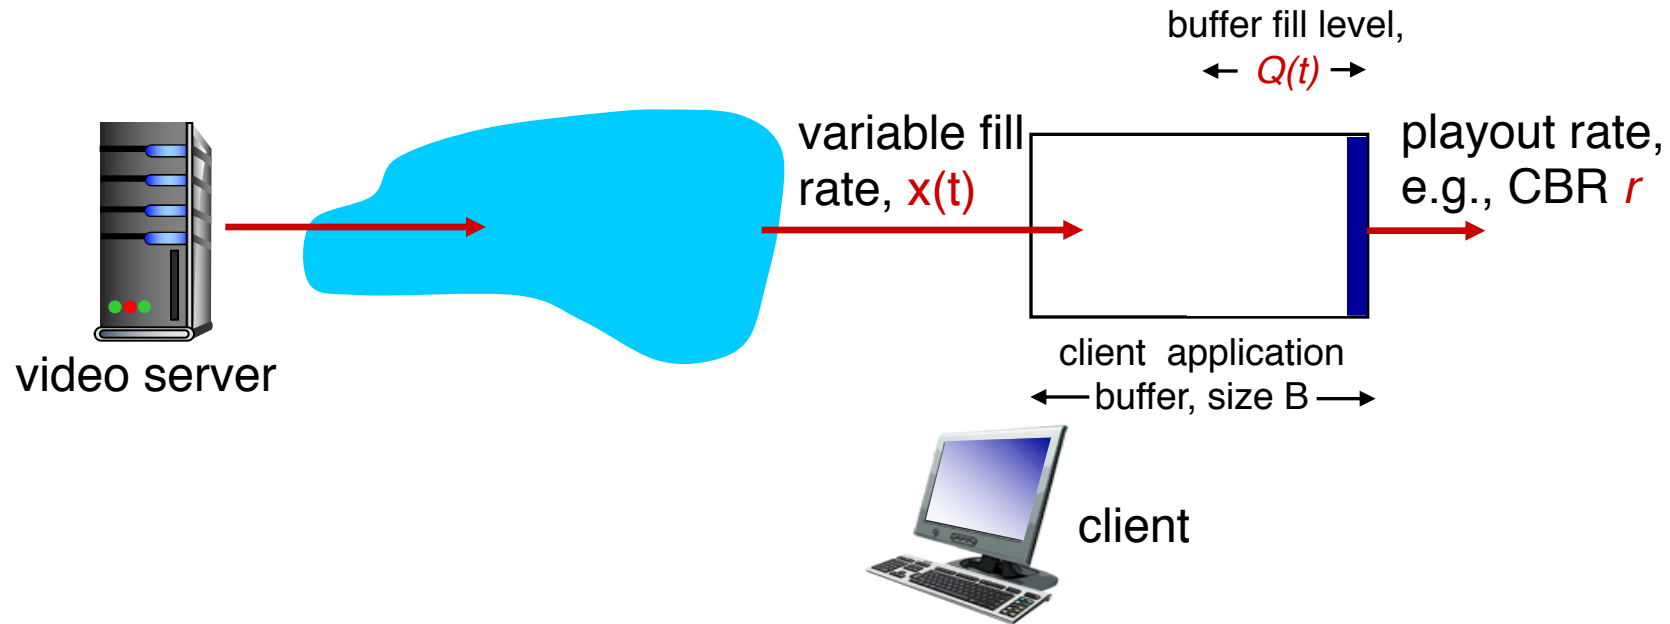 buffer fill level,
Q(t)
variable fill
rate, x(t)
playout rate,
e.g., CBR r
video server
client application
buffer, size B
client